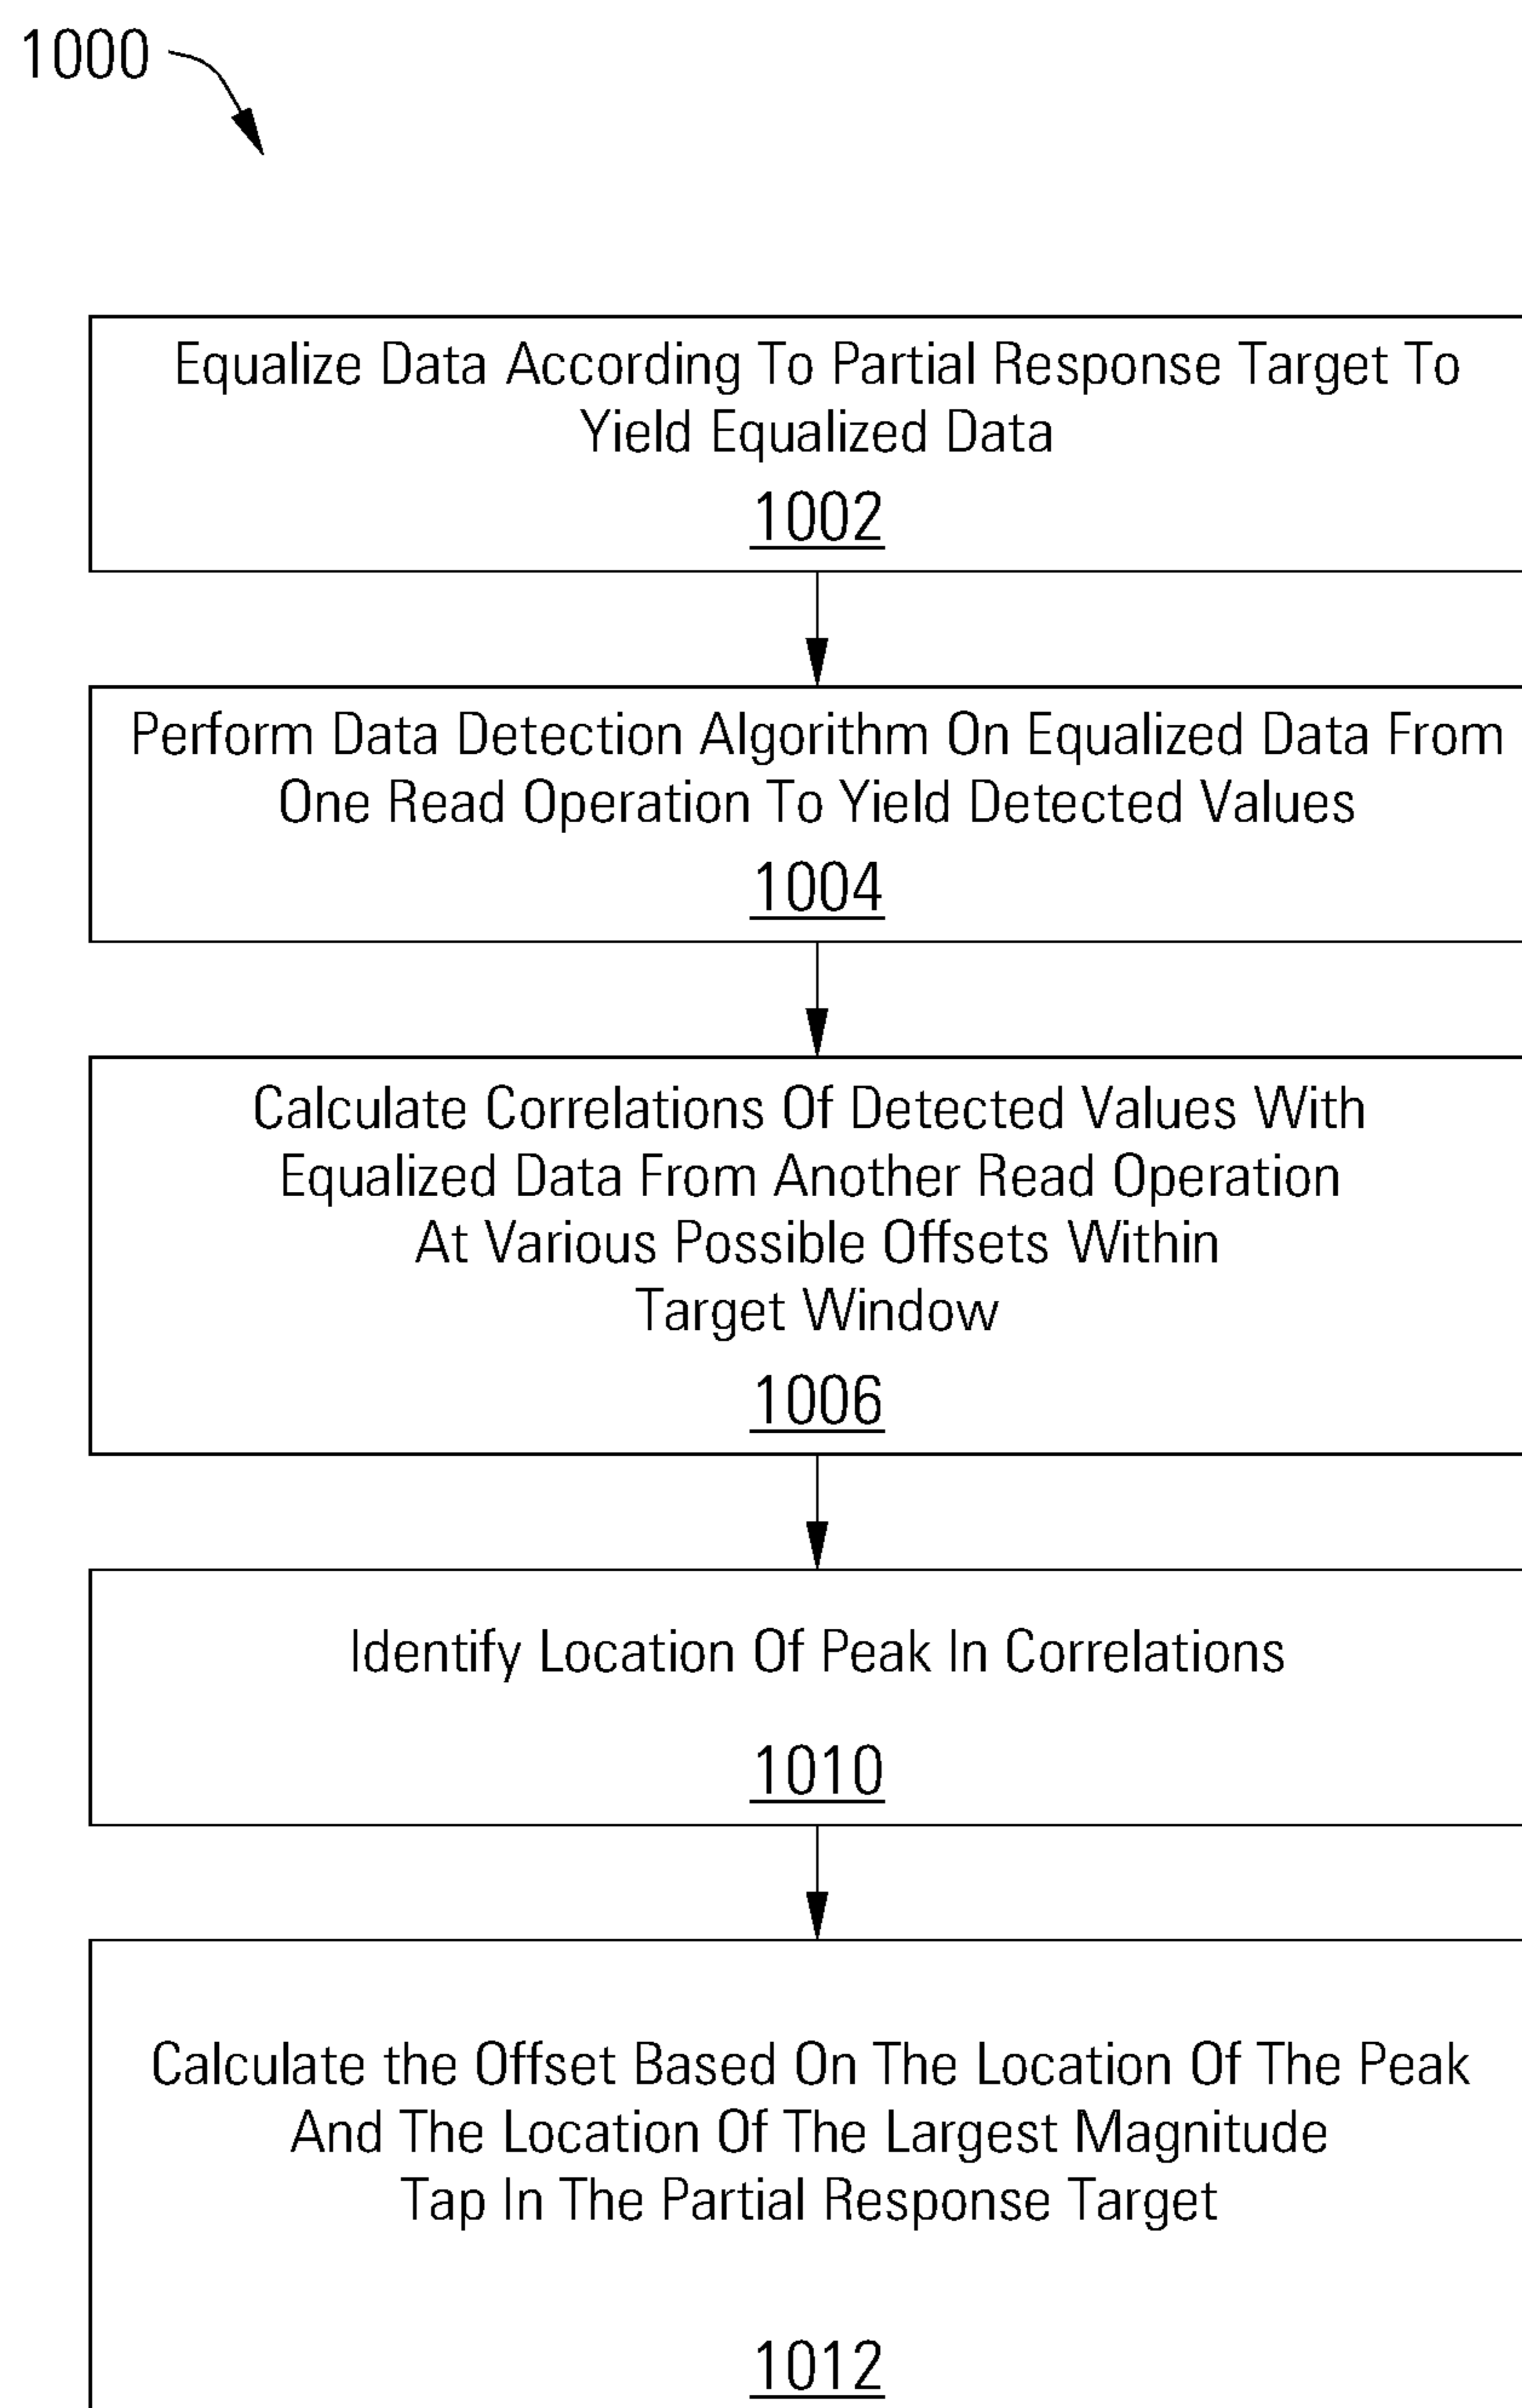 1000
Equalize Data According To Partial Response Target To
Yield Equalized Data
1002
Perform Data Detection Algorithm On Equalized Data From
One Read Operation To Yield Detected Values
1004
Calculate Correlations Of Detected Values With
Equalized Data From Another Read Operation
At Various Possible Offsets Within
Target Window
1006
Identify Location Of Peak In Correlations
1010
Calculate the Offset Based On The Location Of The Peak
And The Location Of The Largest Magnitude
Tap In The Partial Response Target
1012